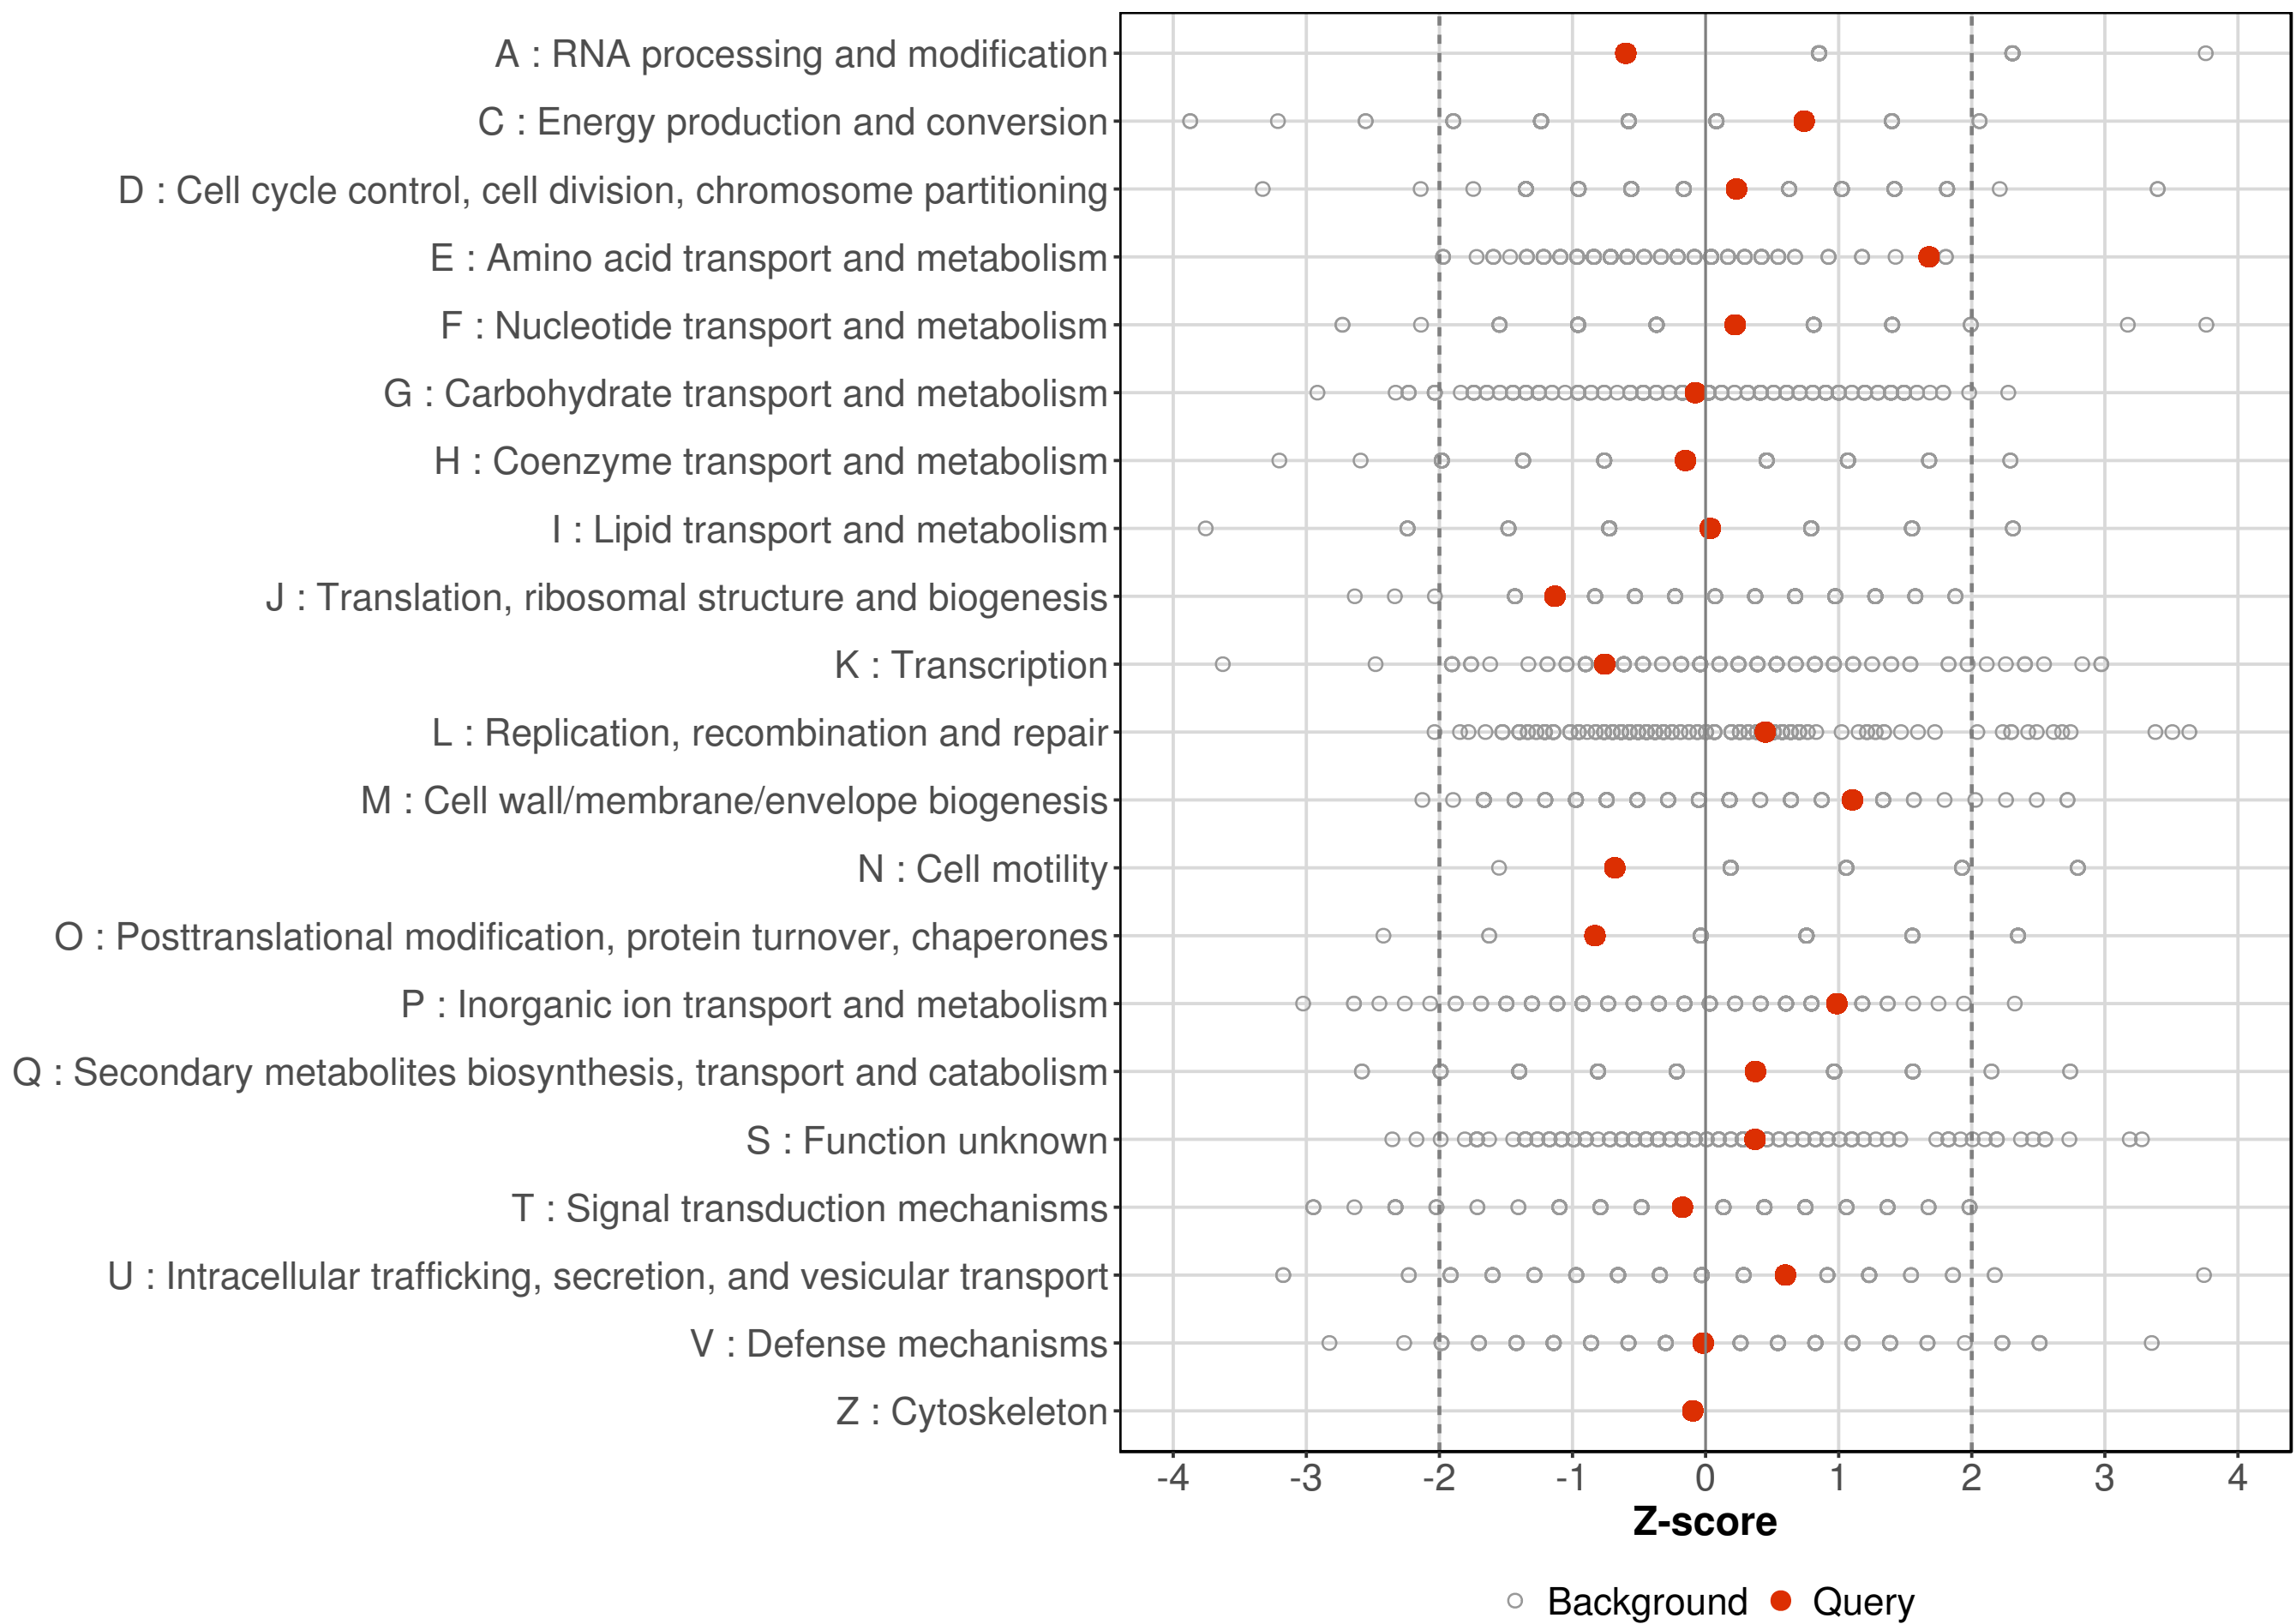 A : RNA processing and modification
C : Energy production and conversion
D : Cell cycle control, cell division, chromosome partitioning
E : Amino acid transport and metabolism
F : Nucleotide transport and metabolism
G : Carbohydrate transport and metabolism
H : Coenzyme transport and metabolism
I : Lipid transport and metabolism
J : Translation, ribosomal structure and biogenesis
K : Transcription
L : Replication, recombination and repair
M : Cell wall/membrane/envelope biogenesis
N : Cell motility
O : Posttranslational modification, protein turnover, chaperones
P : Inorganic ion transport and metabolism
Q : Secondary metabolites biosynthesis, transport and catabolism
S : Function unknown
T : Signal transduction mechanisms
U : Intracellular trafficking, secretion, and vesicular transport
V : Defense mechanisms
Z : Cytoskeleton
-4 -3 -2 -1 0 1 2 3 4
Z-score
Background Query